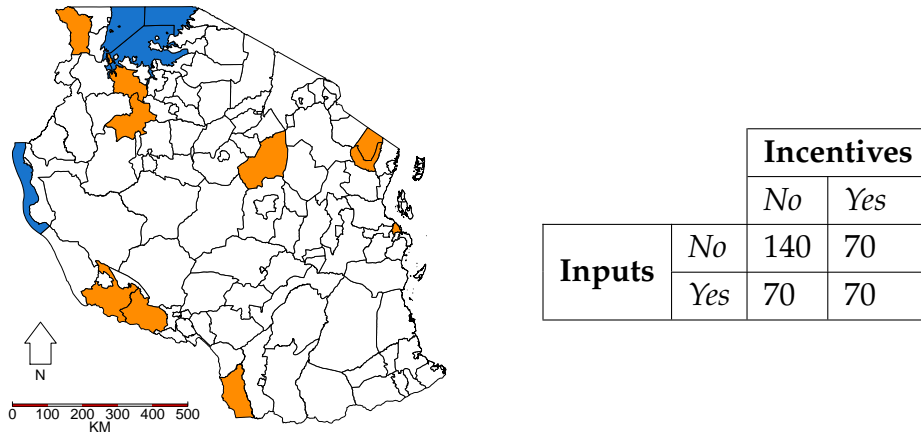 N
0 100 200 300 400 500
KM
Incentives
No Yes
Inputs No 140 70
Yes 70 70